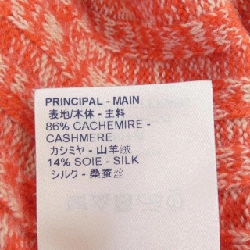 PRINCIPAL - MAIN
表地/本体 - 主料
86% CACHEMIRE -
CASHMERE
カシミヤ - 山羊绒
14% SOIE - SILK
シルク - 桑蚕丝